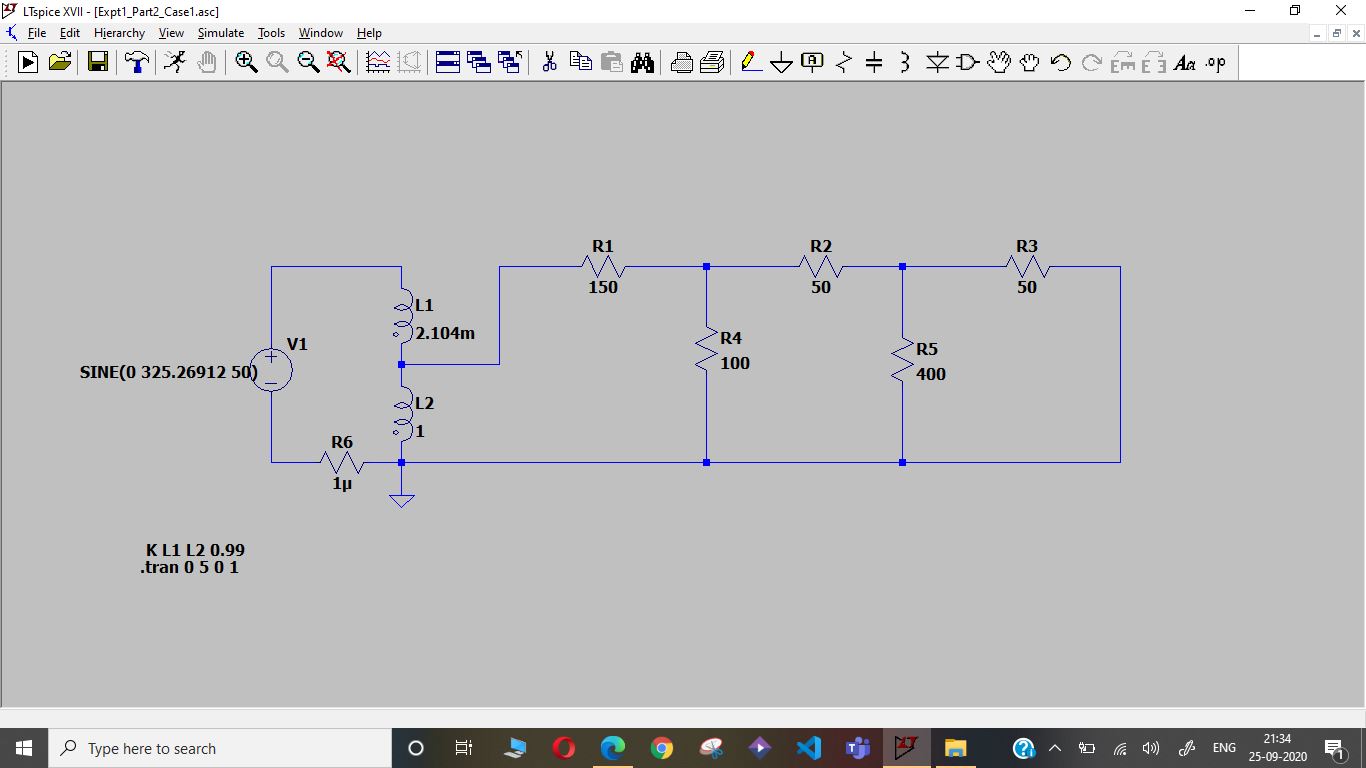 LTspice XVII - [Expt1_Part2_Case1.asc]
File Edit Hierarchy View Simulate Tools Window Help
Aa .op
R1 R2 R3
150 50 50
L1
2.104m
R4
100
V1
R5
400
SINE(0 325.26912 50)
L2
1
R6
1µ
K L1 L2 0.99
.tran 0 5 0 1
Type here to search
ENG
21:34
25-09-2020
1